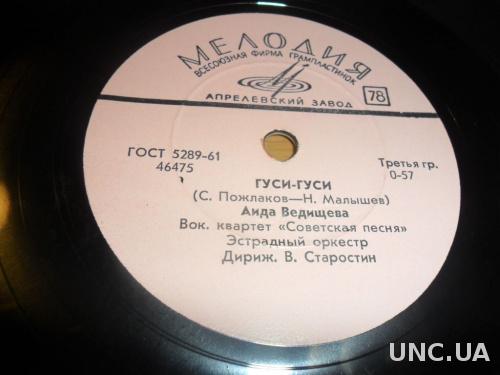 МЕЛОДИЯ
ВСЕСОЮЗНАЯ ФИРМА ГРАМПЛАСТИНОК
АПРЕЛЕВСКИЙ ЗАВОД
78
ГОСТ 5289-61
46475
Третья гр.
0-57
ГУСИ-ГУСИ
(С. Пожлаков—Н. Малышев)
Аида Ведищева
Вок. квартет «Советская песня»
Эстрадный оркестр
Дириж. В. Старостин
UNC.UA